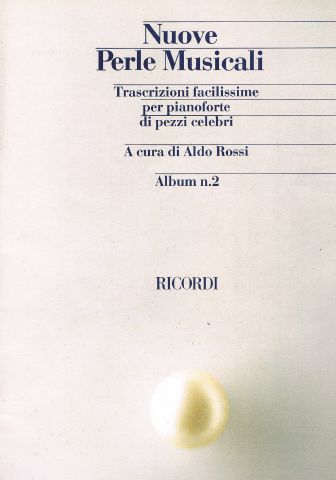 Nuove
Perle Musicali
Trascrizioni facilissime
per pianoforte
di pezzi celebri
A cura di Aldo Rossi
Album n.2
RICORDI